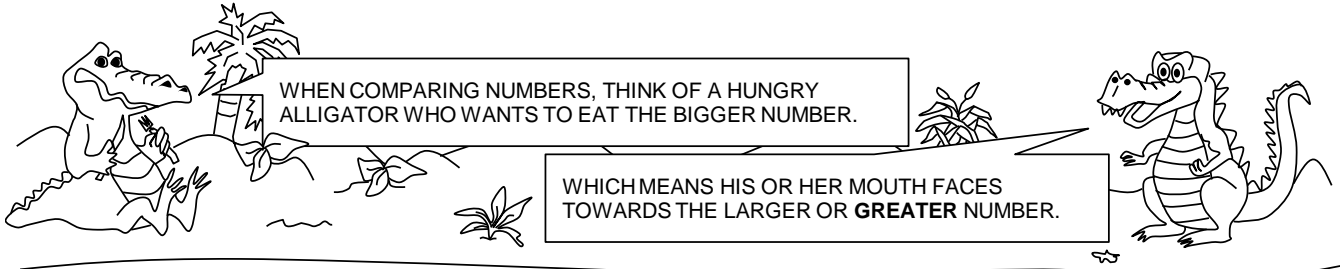 WHEN COMPARING NUMBERS, THINK OF A HUNGRY
ALLIGATOR WHO WANTS TO EAT THE BIGGER NUMBER.
WHICH MEANS HIS OR HER MOUTH FACES
TOWARDS THE LARGER OR GREATER NUMBER.